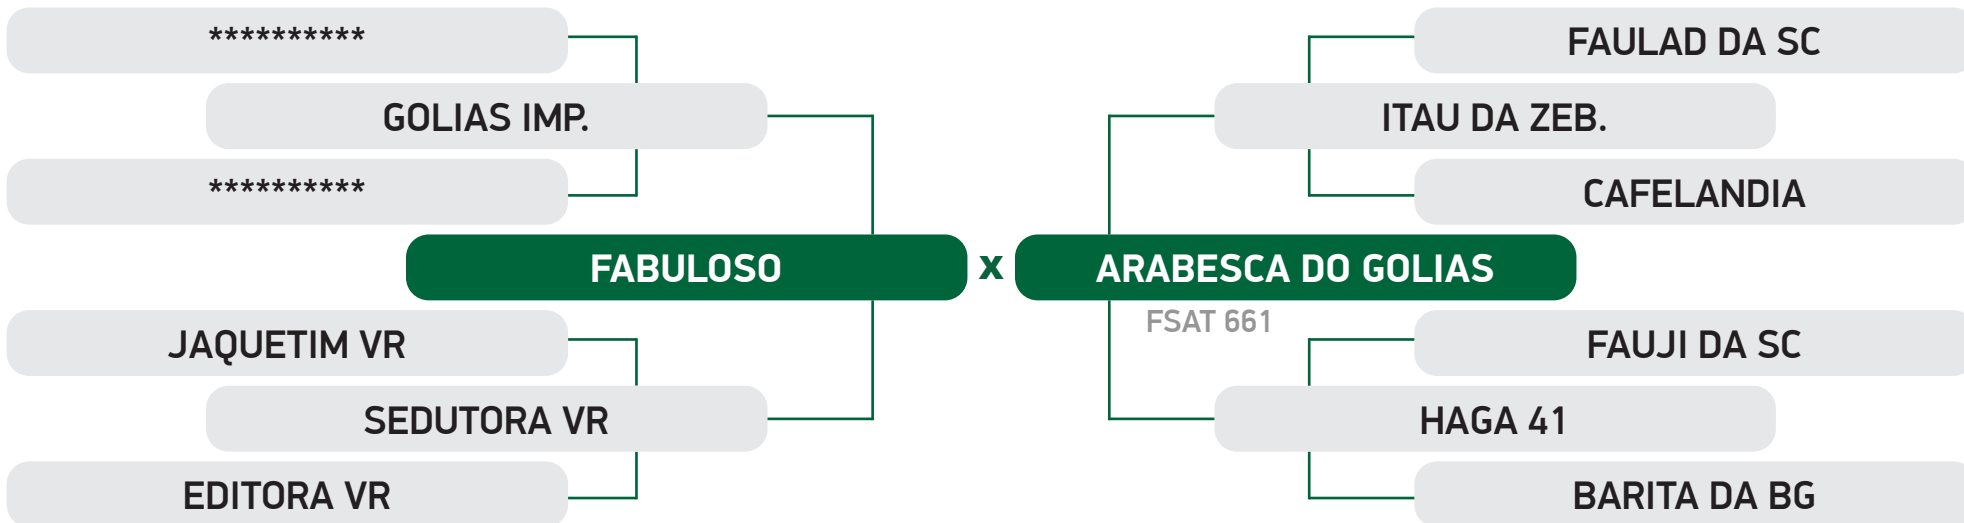 **********
FAULAD DA SC
GOLIAS IMP.
ITAU DA ZEB.
**********
CAFELANDIA
FABULOSO x ARABESCA DO GOLIAS
FSAT 661
JAQUETIM VR
FAUJI DA SC
SEDUTORA VR
HAGA 41
EDITORA VR
BARITA DA BG